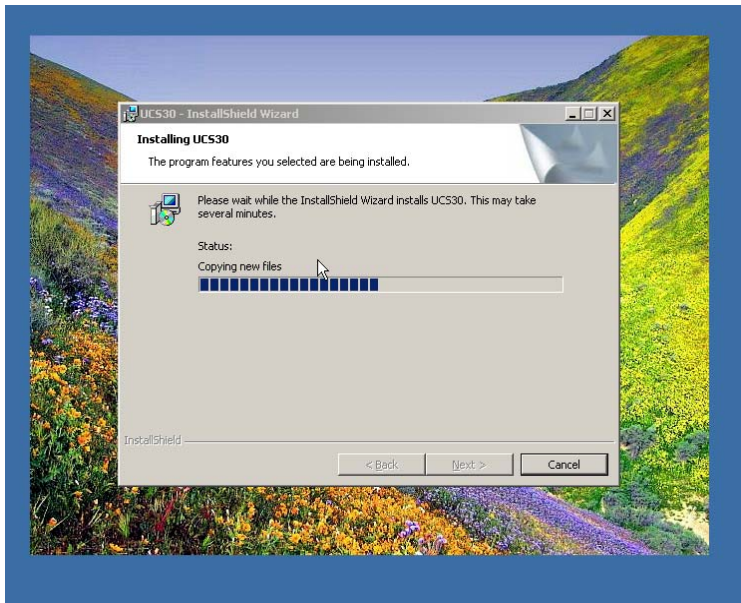 UCS30 - InstallShield Wizard
Installing UCS30
The program features you selected are being installed.
Please wait while the InstallShield Wizard installs UCS30. This may take
several minutes.
Status:
Copying new files
InstallShield
< Back Next > Cancel